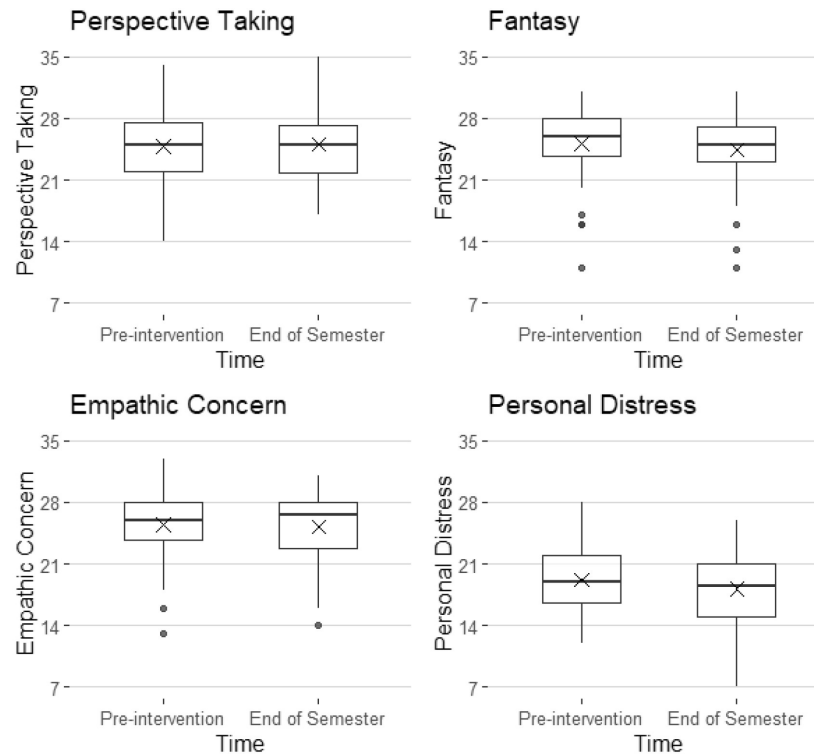 Perspective Taking
Perspective Taking
35
28
21
14
7
Pre-intervention End of Semester
Time
Fantasy
Fantasy
35
28
21
14
7
Pre-intervention End of Semester
Time
Empathic Concern
Empathic Concern
35
28
21
14
7
Pre-intervention End of Semester
Time
Personal Distress
Personal Distress
35
28
21
14
7
Pre-intervention End of Semester
Time